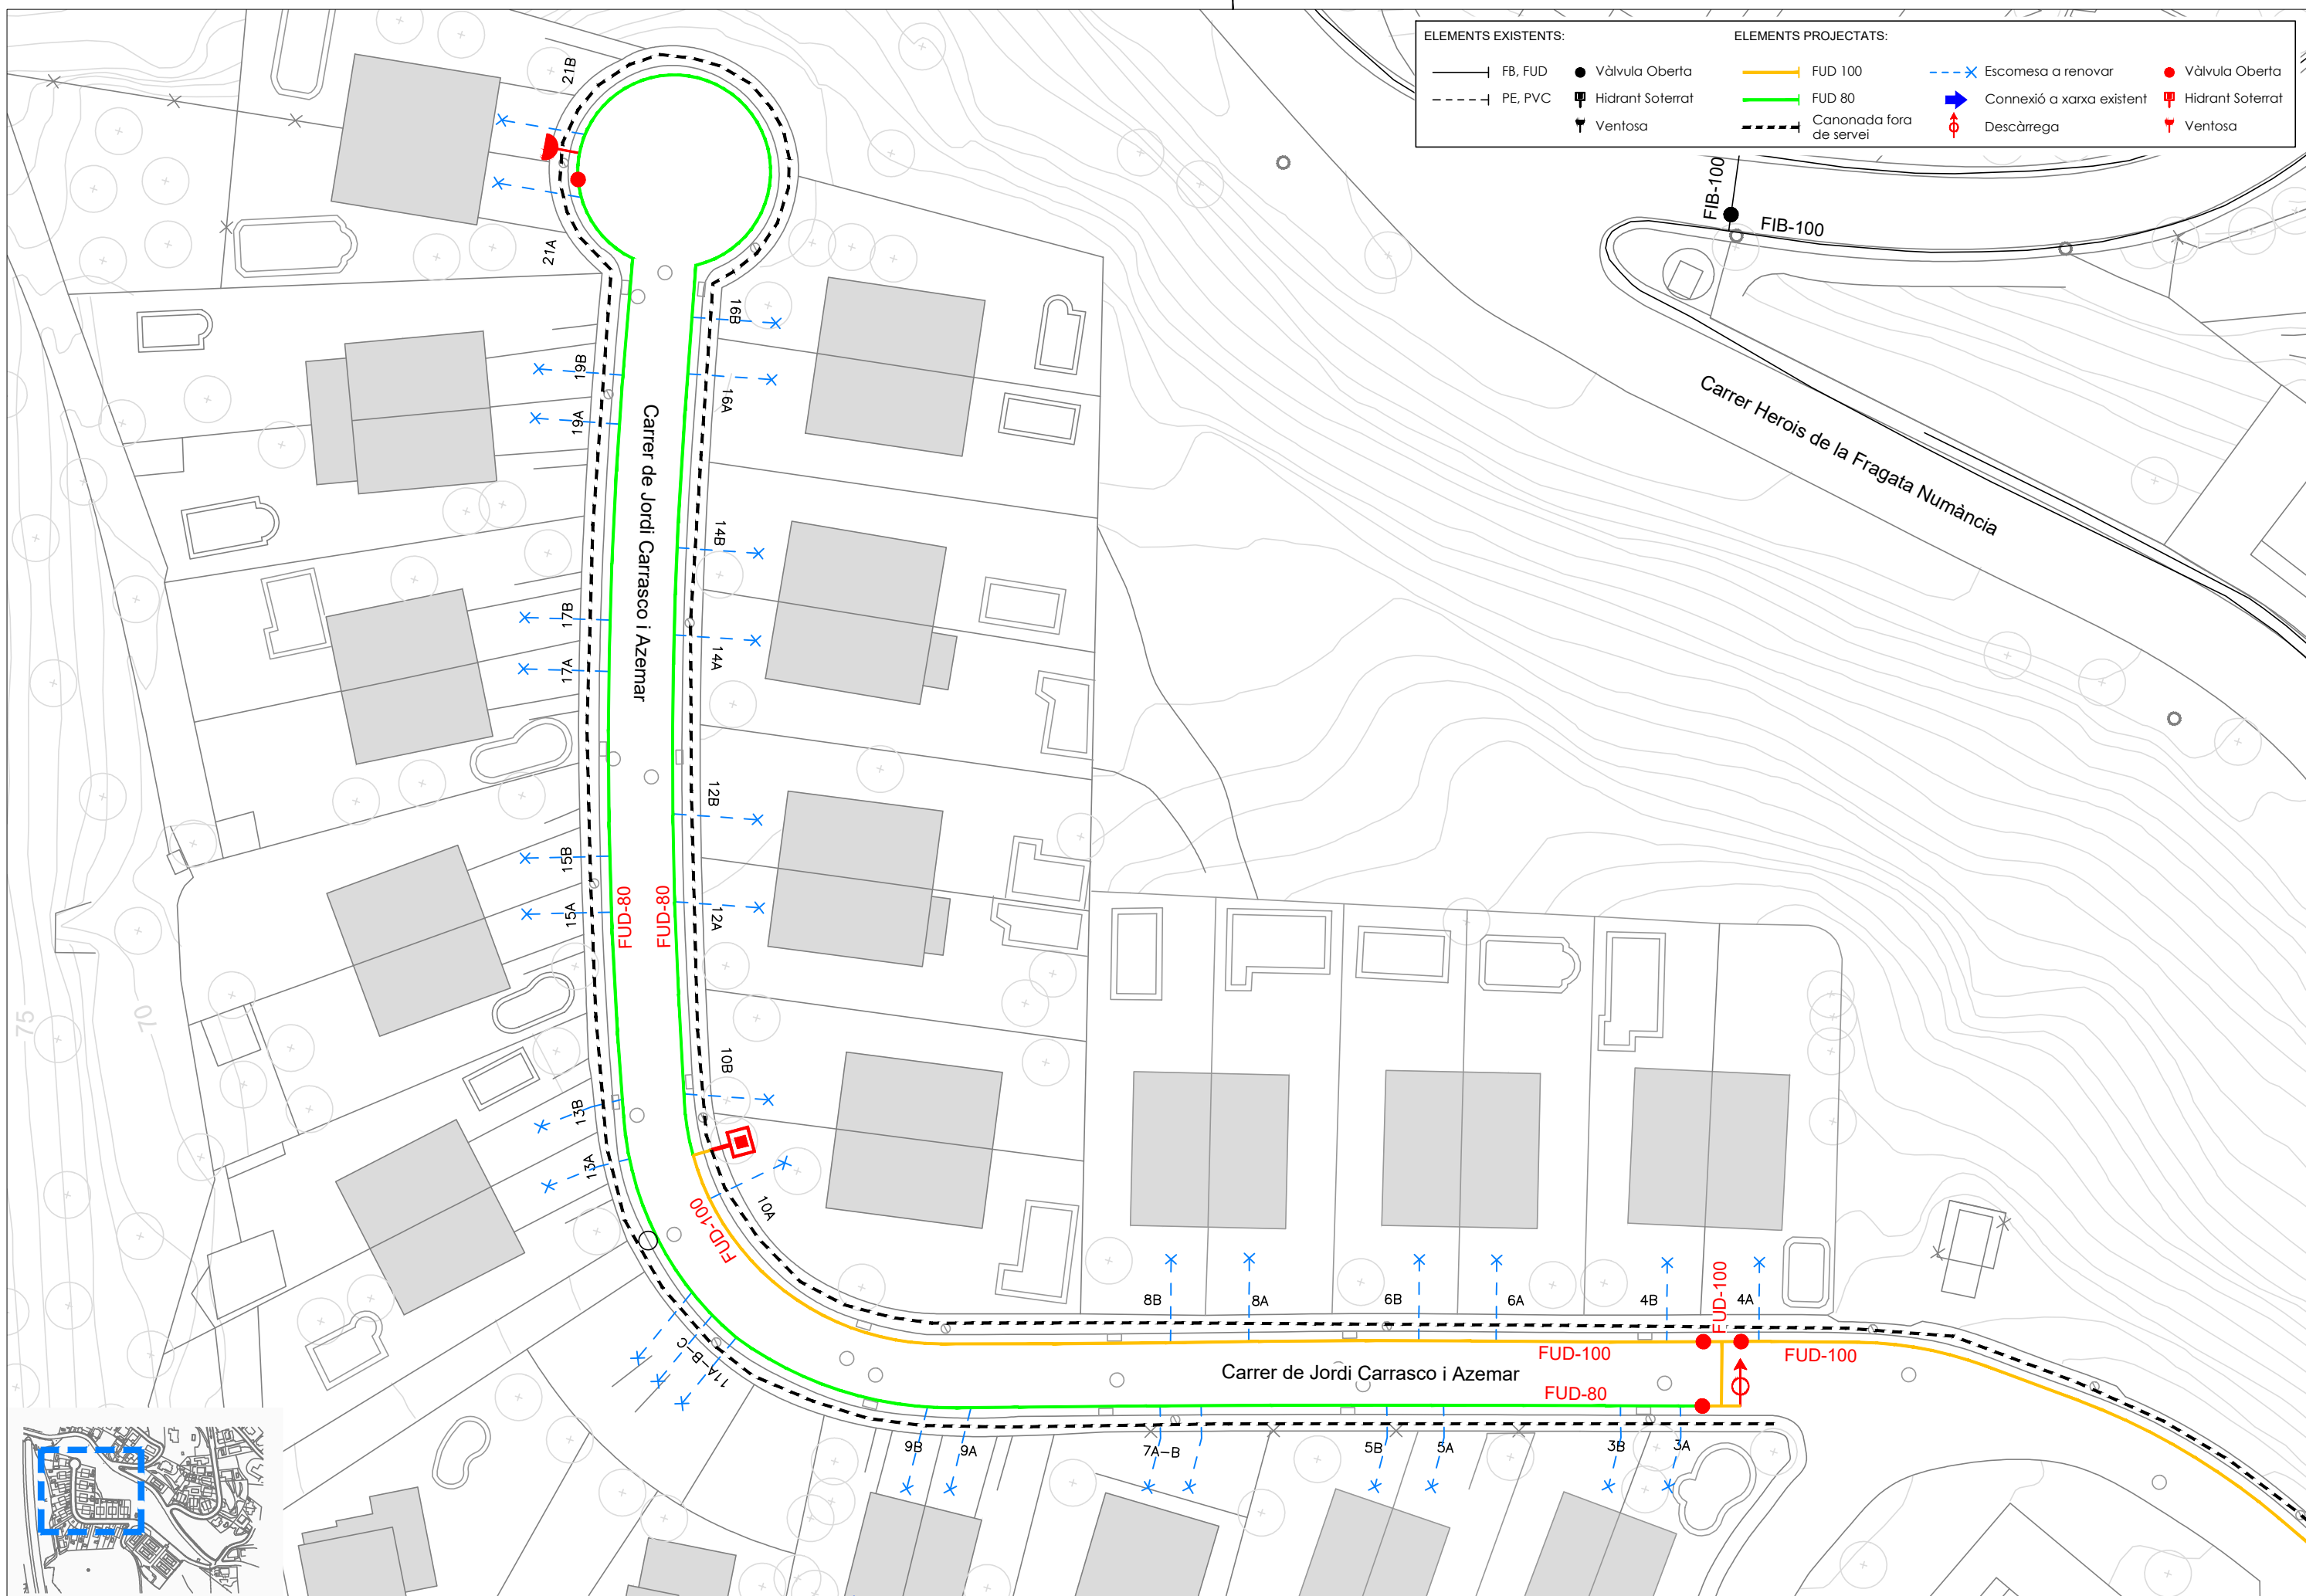 ELEMENTS EXISTENTS:
FB, FUD
PE, PVC
Vàlvula Oberta
Hidrant Soterrat
Ventosa
ELEMENTS PROJECTATS:
FUD 100
FUD 80
Canonada fora
de servei
Escomesa a renovar
Connexió a xarxa existent
Descàrrega
Vàlvula Oberta
Hidrant Soterrat
Ventosa
FIB-100
FIB-100
Carrer Herois de la Fragata Numància
21B
21A
16B
16A
19B
19A
Carrer de Jordi Carrasco i Azemar
14B
14A
17B
17A
12B
12A
15B
15A
FUD-80
FUD-80
10B
10A
13B
13A
FUD-100
75
70
11A-B-C
8B
8A
6B
6A
4B
4A
FUD-100
FUD-100
FUD-100
Carrer de Jordi Carrasco i Azemar
FUD-80
9B
9A
7A-B
5B
5A
3B
3A